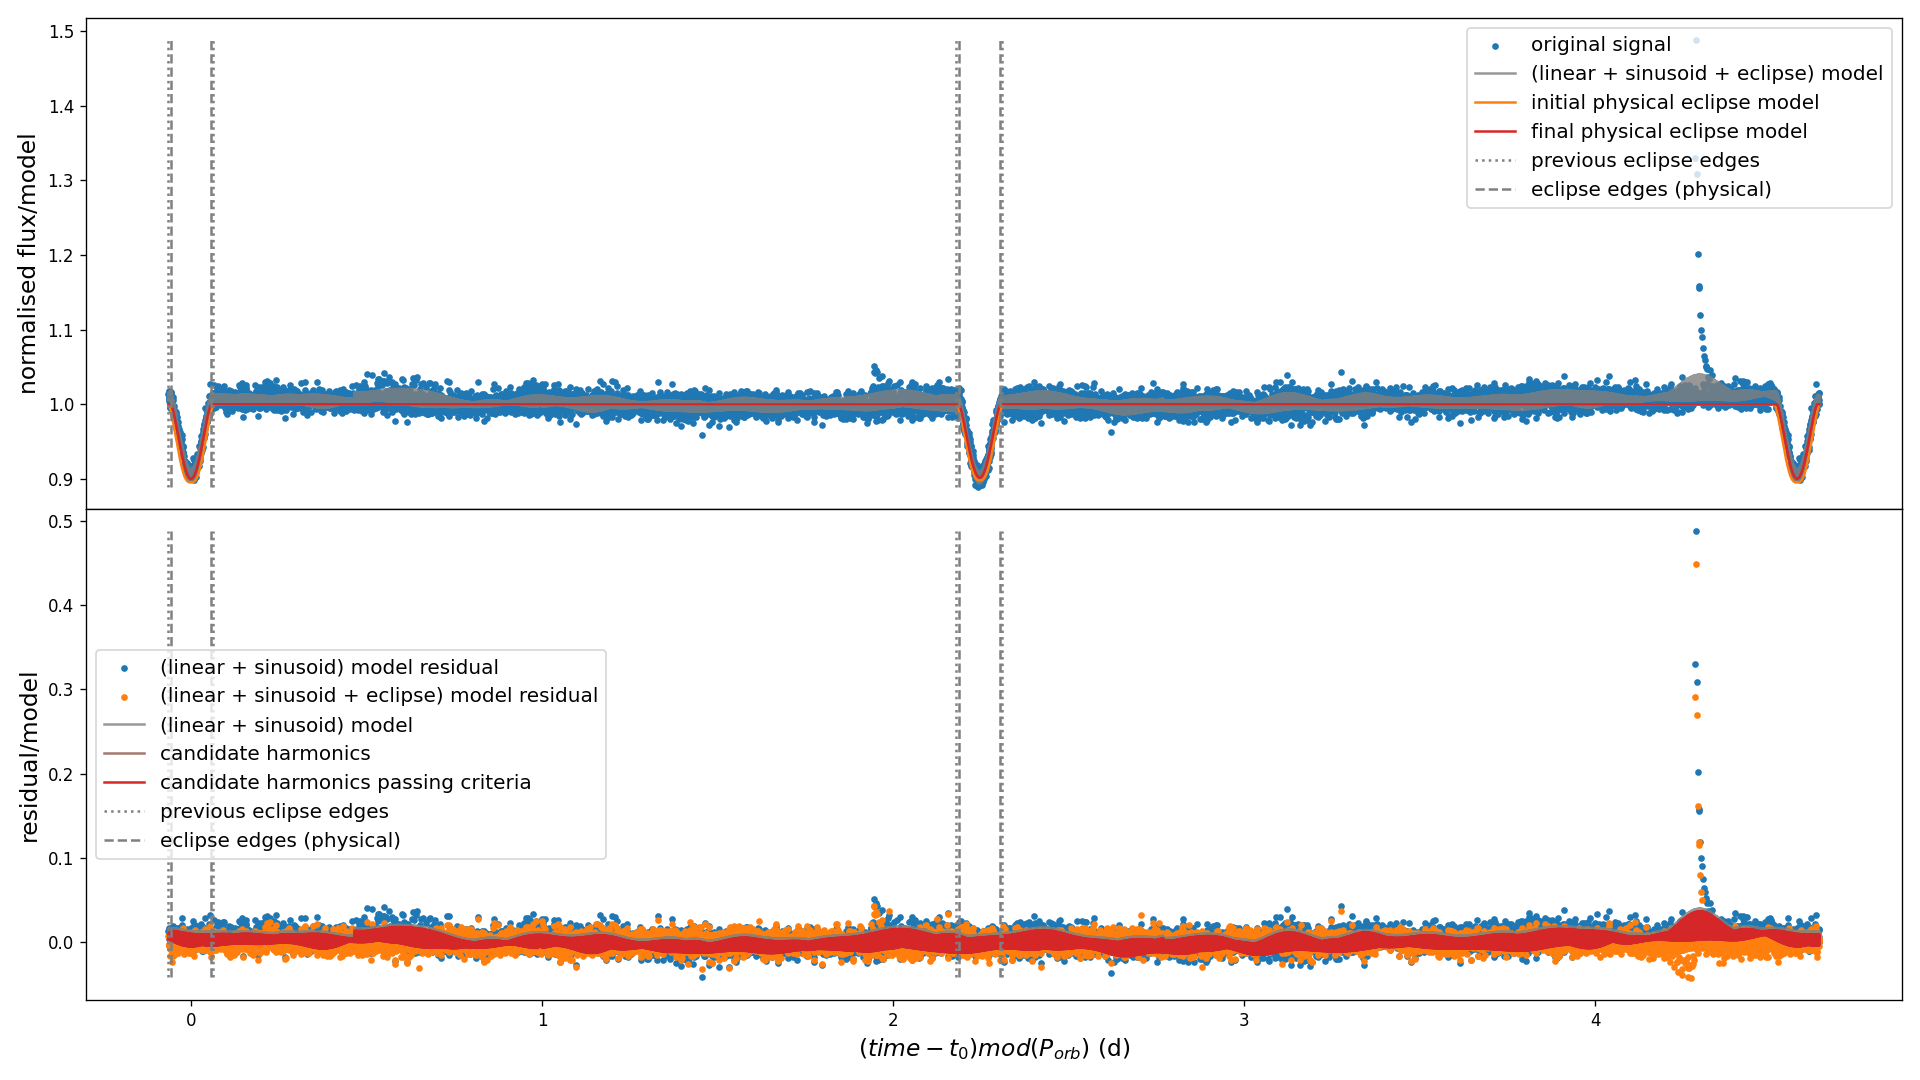 1.5
1.4
1.3
1.2
1.1
1.0
0.9
normalised flux/model
original signal
(linear + sinusoid + eclipse) model
initial physical eclipse model
final physical eclipse model
previous eclipse edges
eclipse edges (physical)
0.5
0.4
0.3
0.2
0.1
0.0
residual/model
(linear + sinusoid) model residual
(linear + sinusoid + eclipse) model residual
(linear + sinusoid) model
candidate harmonics
candidate harmonics passing criteria
previous eclipse edges
eclipse edges (physical)
0 1 2 3 4
(time − t₀)mod(P_orb) (d)